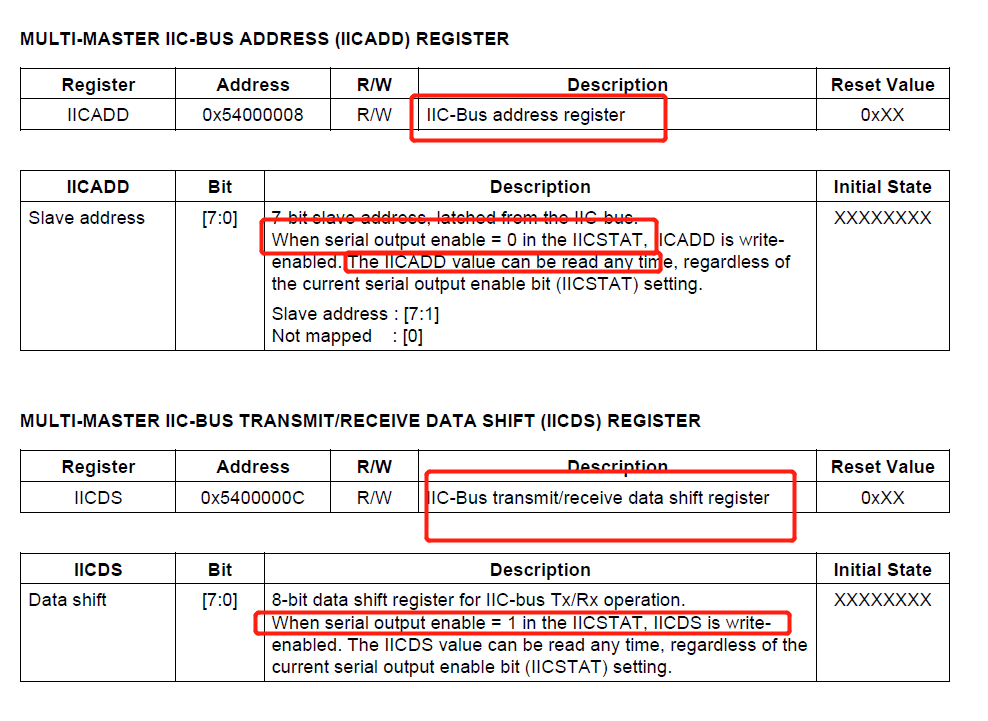 MULTI-MASTER IIC-BUS ADDRESS (IICADD) REGISTER
Register Address R/W Description Reset Value
IICADD 0x54000008 R/W IIC-Bus address register 0xXX
IICADD Bit Description Initial State
Slave address [7:0] 7-bit slave address, latched from the IIC-bus. XXXXXXXX
When serial output enable = 0 in the IICSTAT, IICADD is write-
enabled. The IICADD value can be read any time, regardless of
the current serial output enable bit (IICSTAT) setting.
Slave address : [7:1]
Not mapped : [0]
MULTI-MASTER IIC-BUS TRANSMIT/RECEIVE DATA SHIFT (IICDS) REGISTER
Register Address R/W Description Reset Value
IICDS 0x5400000C R/W IIC-Bus transmit/receive data shift register 0xXX
IICDS Bit Description Initial State
Data shift [7:0] 8-bit data shift register for IIC-bus Tx/Rx operation. XXXXXXXX
When serial output enable = 1 in the IICSTAT, IICDS is write-
enabled. The IICDS value can be read any time, regardless of the
current serial output enable bit (IICSTAT) setting.